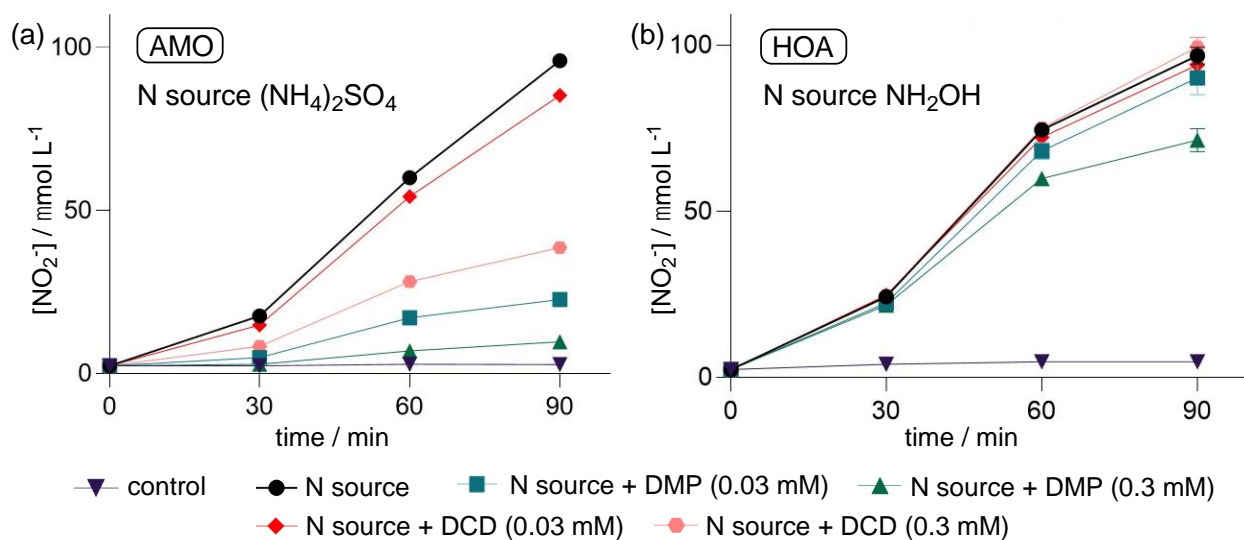 (a) AMO
N source (NH4)2SO4
[NO2-] / mmol L-1
100
50
0
0 30 60 90
time / min
(b) HOA
N source NH2OH
[NO2-] / mmol L-1
100
50
0
0 30 60 90
time / min
control
N source
N source + DMP (0.03 mM)
N source + DMP (0.3 mM)
N source + DCD (0.03 mM)
N source + DCD (0.3 mM)